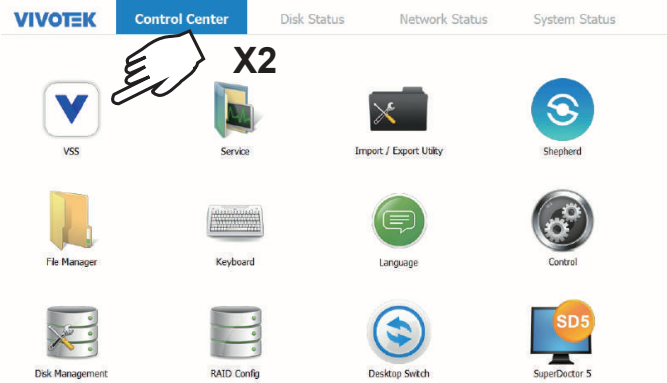 VIVOTEK Control Center Disk Status Network Status System Status
X2
VSS Service Import / Export Utility Shepherd
File Manager Keyboard Language Control
SD5
Disk Management RAID Config Desktop Switch SuperDoctor 5